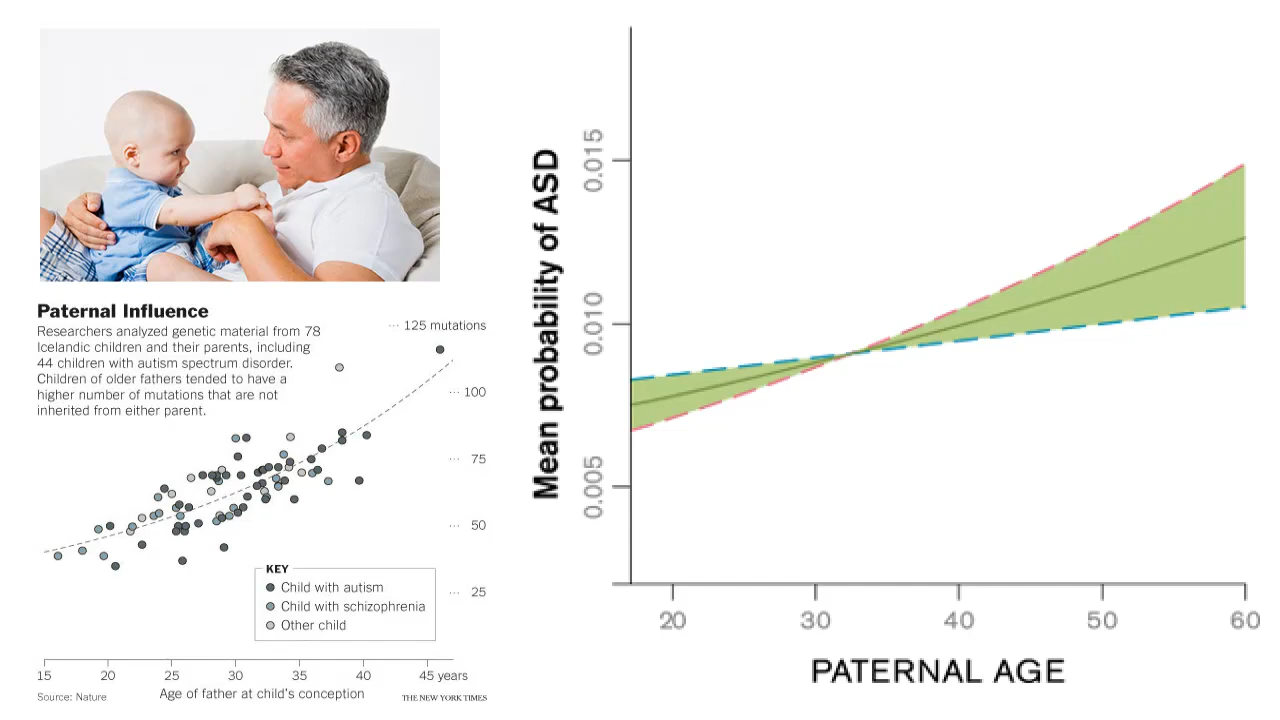 Paternal Influence
Researchers analyzed genetic material from 78
Icelandic children and their parents, including
44 children with autism spectrum disorder.
Children of older fathers tended to have a
higher number of mutations that are not
inherited from either parent.
125 mutations
100
75
50
25
KEY
Child with autism
Child with schizophrenia
Other child
15 20 25 30 35 40 45 years
Age of father at child's conception
Source: Nature
THE NEW YORK TIMES
Mean probability of ASD
0.015
0.010
0.005
20 30 40 50 60
PATERNAL AGE